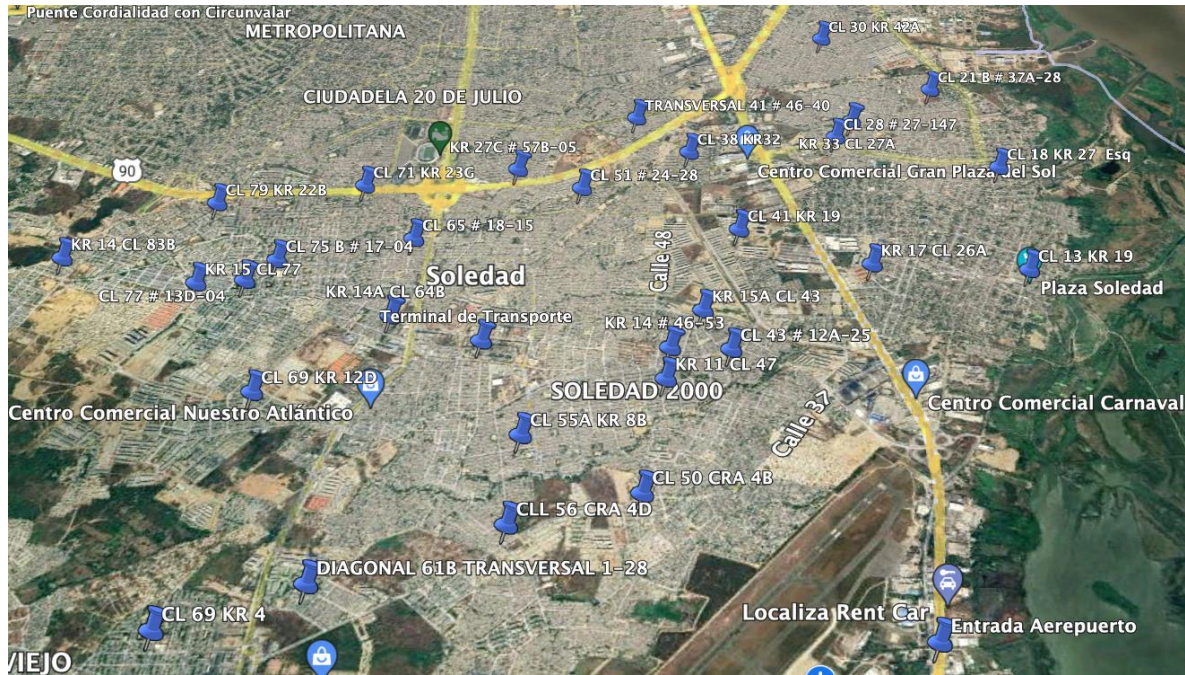 Puente Cordialidad con Circunvalar
METROPOLITANA
CL 30 KR 42A
CL 21 B # 37A-28
CIUDADELA 20 DE JULIO
TRANSVERSAL 41 # 46-40
CL 28 # 27-147
KR 33 CL 27A
CL 38 KR32
KR 27C # 57B-05
CL 18 KR 27 Esq
Centro Comercial Gran Plaza del Sol
90
CL 71 KR 23G
CL 51 # 24-28
CL 79 KR 22B
CL 65 # 18-15
CL 41 KR 19
KR 14 CL 83B
CL 75 B # 17-04
Calle 48
KR 17 CL 26A
CL 13 KR 19
KR 15 CL 77
Soledad
Plaza Soledad
CL 77 # 13D-04
KR 14A CL 64B
KR 15A CL 43
Terminal de Transporte
KR 14 # 46-53
CL 43 # 12A-25
KR 11 CL 47
CL 69 KR 12D
SOLEDAD 2000
Centro Comercial Nuestro Atlántico
Centro Comercial Carnaval
CL 55A KR 8B
Calle 37
CL 50 CRA 4B
CLL 56 CRA 4D
DIAGONAL 61B TRANSVERSAL 1-28
CL 69 KR 4
Localiza Rent Car
Entrada Aerepuerto
VIEJO